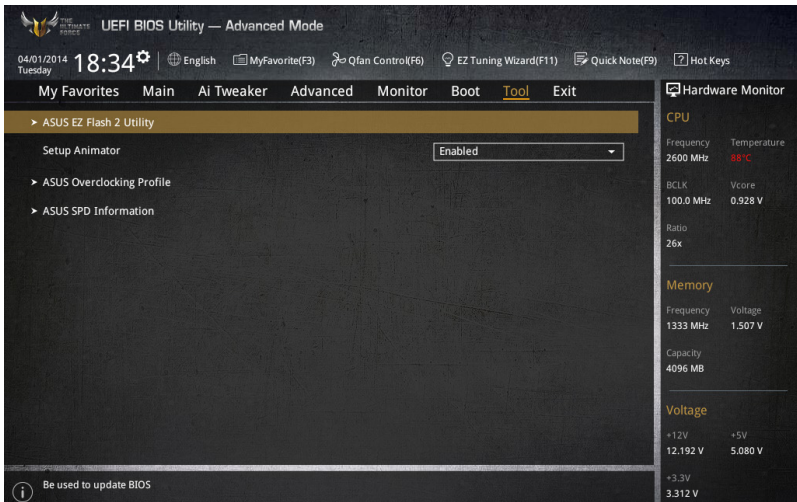 THE ULTIMATE FORCE
UEFI BIOS Utility — Advanced Mode
04/01/2014
Tuesday
18:34
English
MyFavorite(F3)
Qfan Control(F6)
EZ Tuning Wizard(F11)
Quick Note(F9)
? Hot Keys
My Favorites Main Ai Tweaker Advanced Monitor Boot Tool Exit
ASUS EZ Flash 2 Utility
Setup Animator Enabled
ASUS Overclocking Profile
ASUS SPD Information
Be used to update BIOS
Hardware Monitor
CPU
Frequency Temperature
2600 MHz 88°C
BCLK Vcore
100.0 MHz 0.928 V
Ratio
26x
Memory
Frequency Voltage
1333 MHz 1.507 V
Capacity
4096 MB
Voltage
+12V +5V
12.192 V 5.080 V
+3.3V
3.312 V